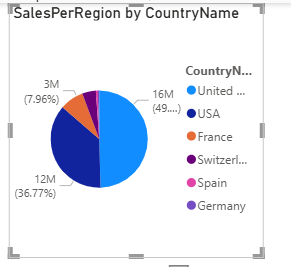 SalesPerRegion by CountryName
3M
(7.96%)
16M
(49....)
12M
(36.77%)
CountryN...
United ...
USA
France
Switzerl...
Spain
Germany